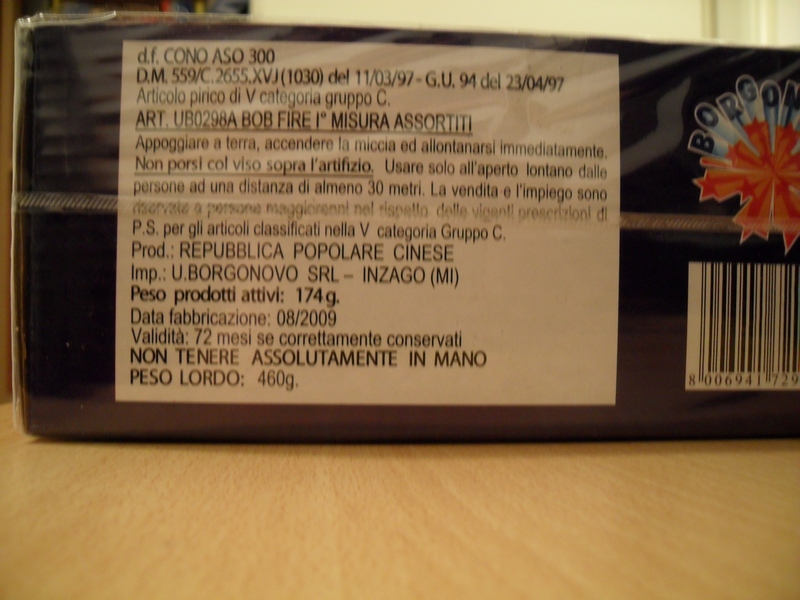 d.f. CONO ASO 300
D.M. 559/C.2655.XVJ (1030) del 11/03/97 - G.U. 94 del 23/04/97
Articolo pirico di V categoria gruppo C.
ART. UB0298A BOB FIRE I° MISURA ASSORTITI
Appoggiare a terra, accendere la miccia ed allontanarsi immediatamente.
Non porsi col viso sopra l'artifizio. Usare solo all'aperto lontano dalle
persone ad una distanza di almeno 30 metri. La vendita e l'impiego sono
riservate a persone maggiorenni nel rispetto delle vigenti prescrizioni di
P.S. per gli articoli classificati nella V categoria Gruppo C.
Prod.: REPUBBLICA POPOLARE CINESE
Imp.: U.BORGONOVO SRL – INZAGO (MI)
Peso prodotti attivi: 174g.
Data fabbricazione: 08/2009
Validità: 72 mesi se correttamente conservati
NON TENERE ASSOLUTAMENTE IN MANO
PESO LORDO: 460g.
BORGON
8 006941 729